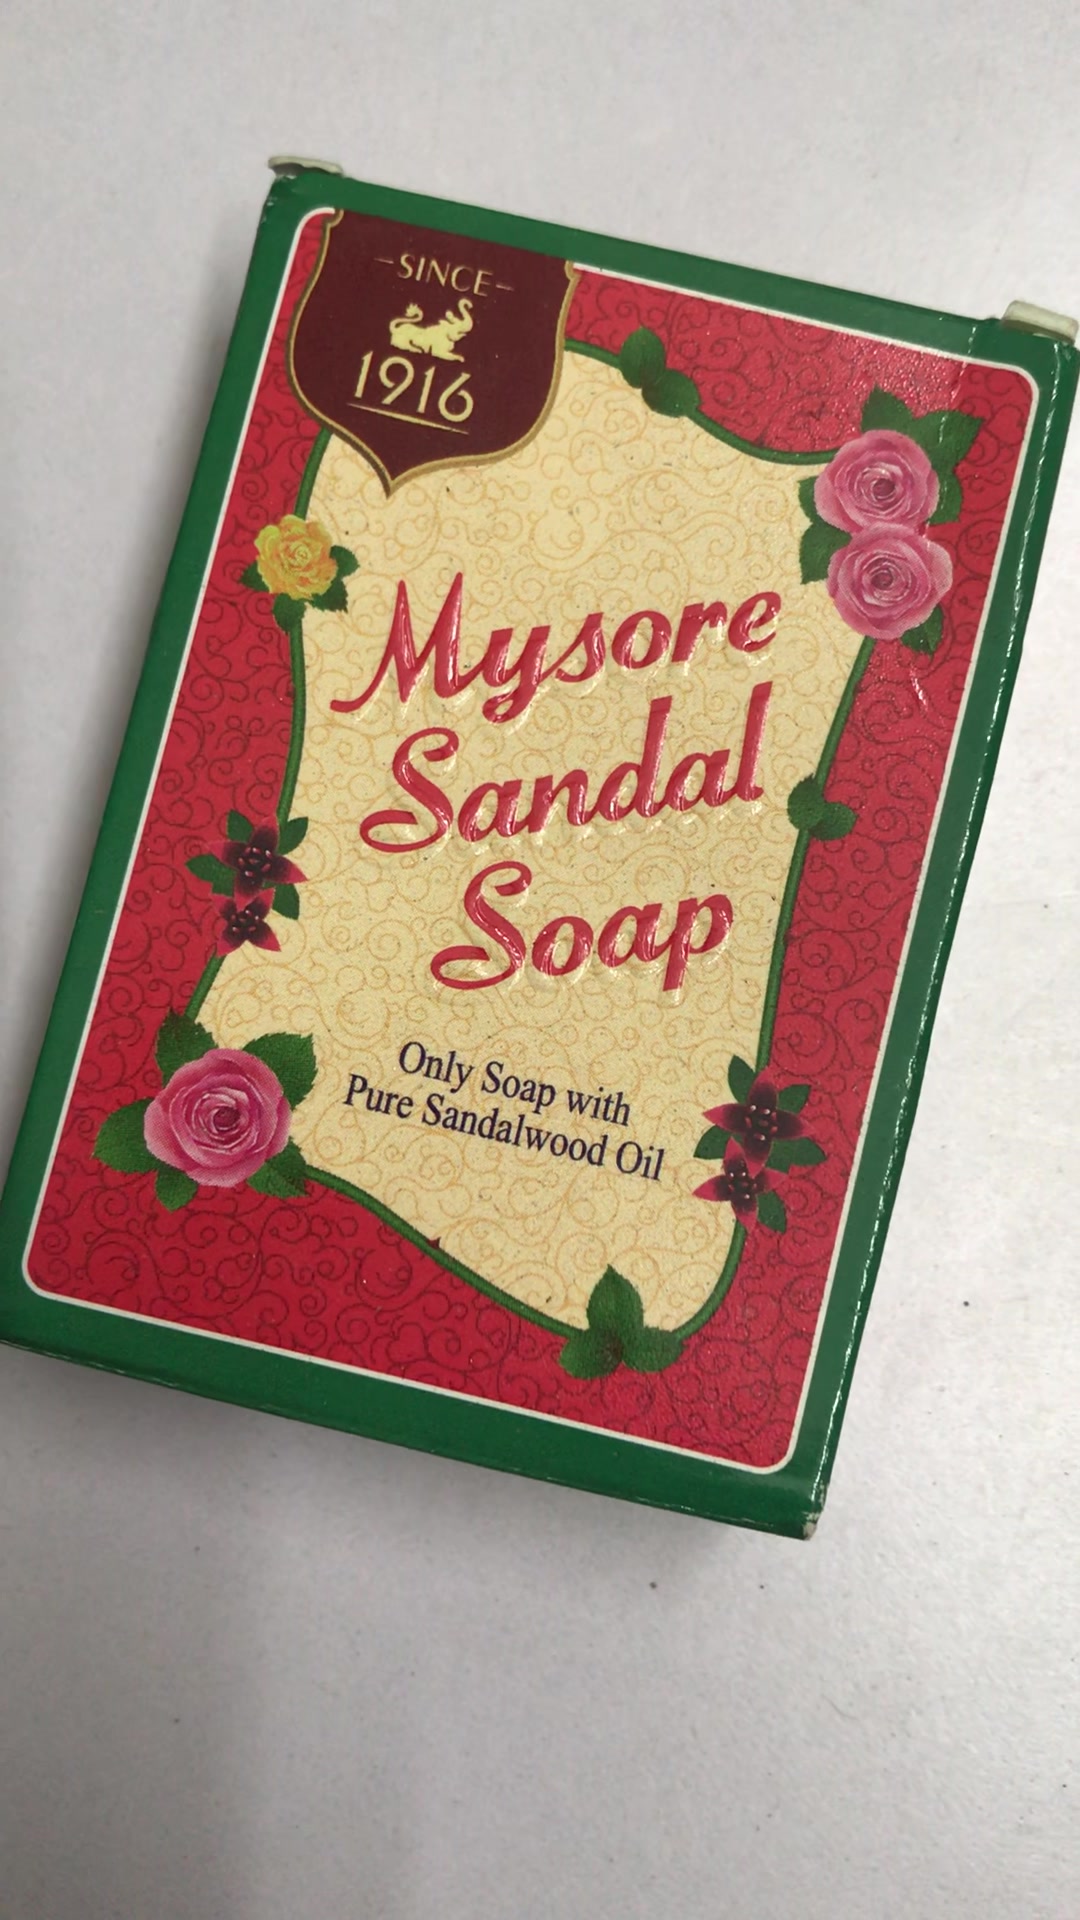 -SINCE-
1916
Mysore
Sandal
Soap
Only Soap with
Pure Sandalwood Oil